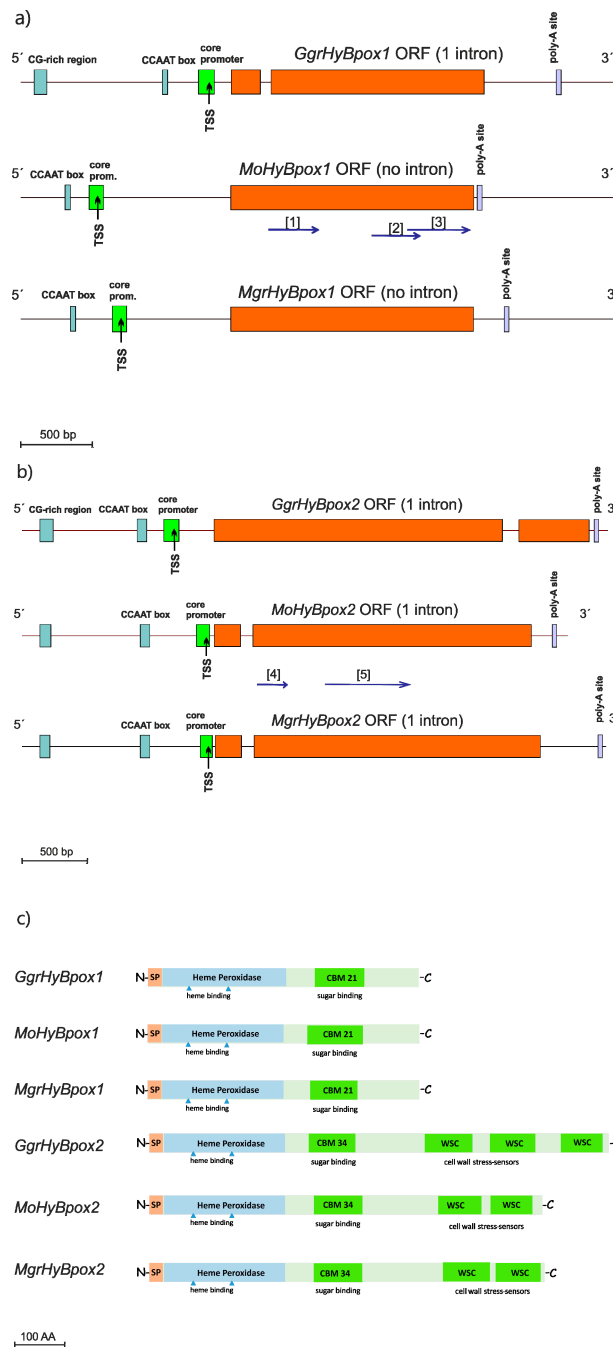 a)
GgrHyBpox1 ORF (1 intron)
5´
CG-rich region
CCAAT box
core
promoter
TSS
poly-A site
3´
MoHyBpox1 ORF (no intron)
5´
CCAAT box
core
prom.
TSS
poly-A site
3´
[1]
[2]
[3]
MgrHyBpox1 ORF (no intron)
5´
CCAAT box
core
prom.
TSS
poly-A site
500 bp
b)
GgrHyBpox2 ORF (1 intron)
5´
CG-rich region
CCAAT box
core
promoter
TSS
poly-A site
MoHyBpox2 ORF (1 intron)
5´
CCAAT box
core
promoter
TSS
poly-A site
3´
[4]
[5]
MgrHyBpox2 ORF (1 intron)
5´
CCAAT box
core
promoter
TSS
poly-A site
500 bp
c)
GgrHyBpox1 N- SP Heme Peroxidase CBM 21 -C
heme binding sugar binding
MoHyBpox1 N- SP Heme Peroxidase CBM 21 -C
heme binding sugar binding
MgrHyBpox1 N- SP Heme Peroxidase CBM 21 -C
heme binding sugar binding
GgrHyBpox2 N- SP Heme Peroxidase CBM 34 WSC WSC WSC
heme binding sugar binding cell wall stress-sensors
MoHyBpox2 N- SP Heme Peroxidase CBM 34 WSC WSC -C
heme binding sugar binding cell wall stress-sensors
MgrHyBpox2 N- SP Heme Peroxidase CBM 34 WSC WSC -C
heme binding sugar binding cell wall stress-sensors
100 AA